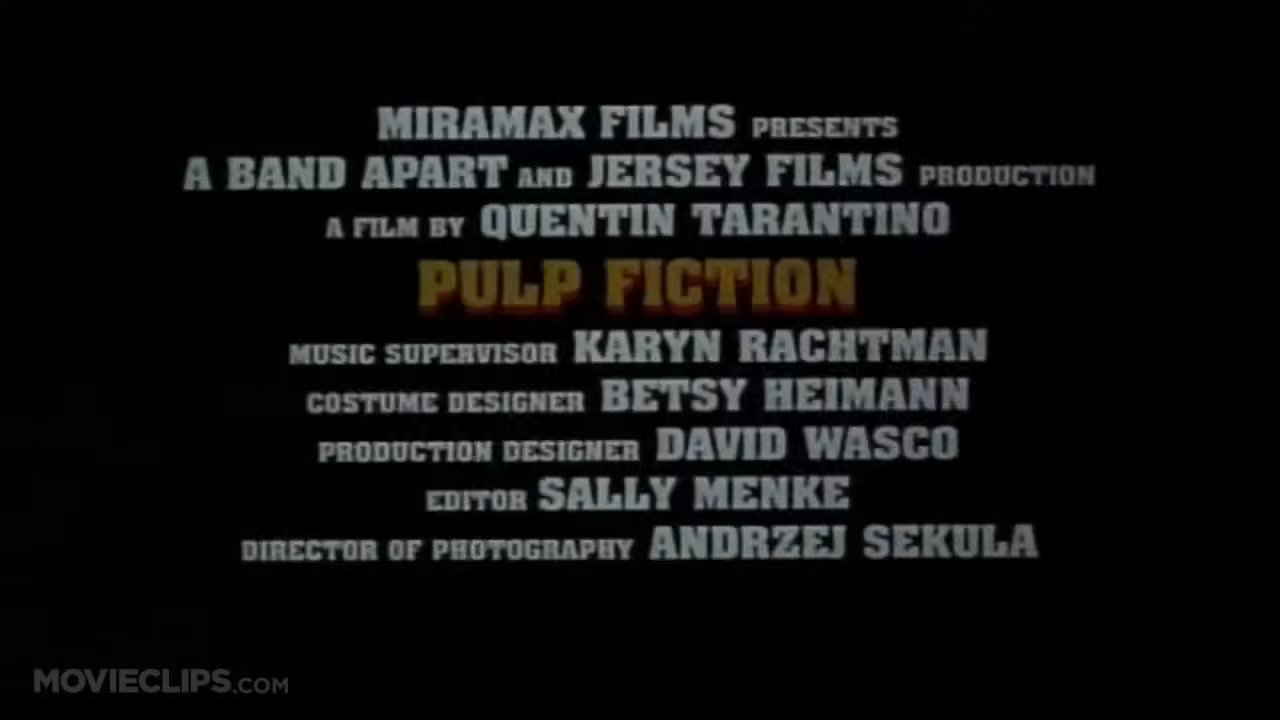 MIRAMAX FILMS PRESENTS
A BAND APART AND JERSEY FILMS PRODUCTION
A FILM BY QUENTIN TARANTINO
PULP FICTION
MUSIC SUPERVISOR KARYN RACHTMAN
COSTUME DESIGNER BETSY HEIMANN
PRODUCTION DESIGNER DAVID WASCO
EDITOR SALLY MENKE
DIRECTOR OF PHOTOGRAPHY ANDRZEJ SEKULA
MOVIECLIPS.COM